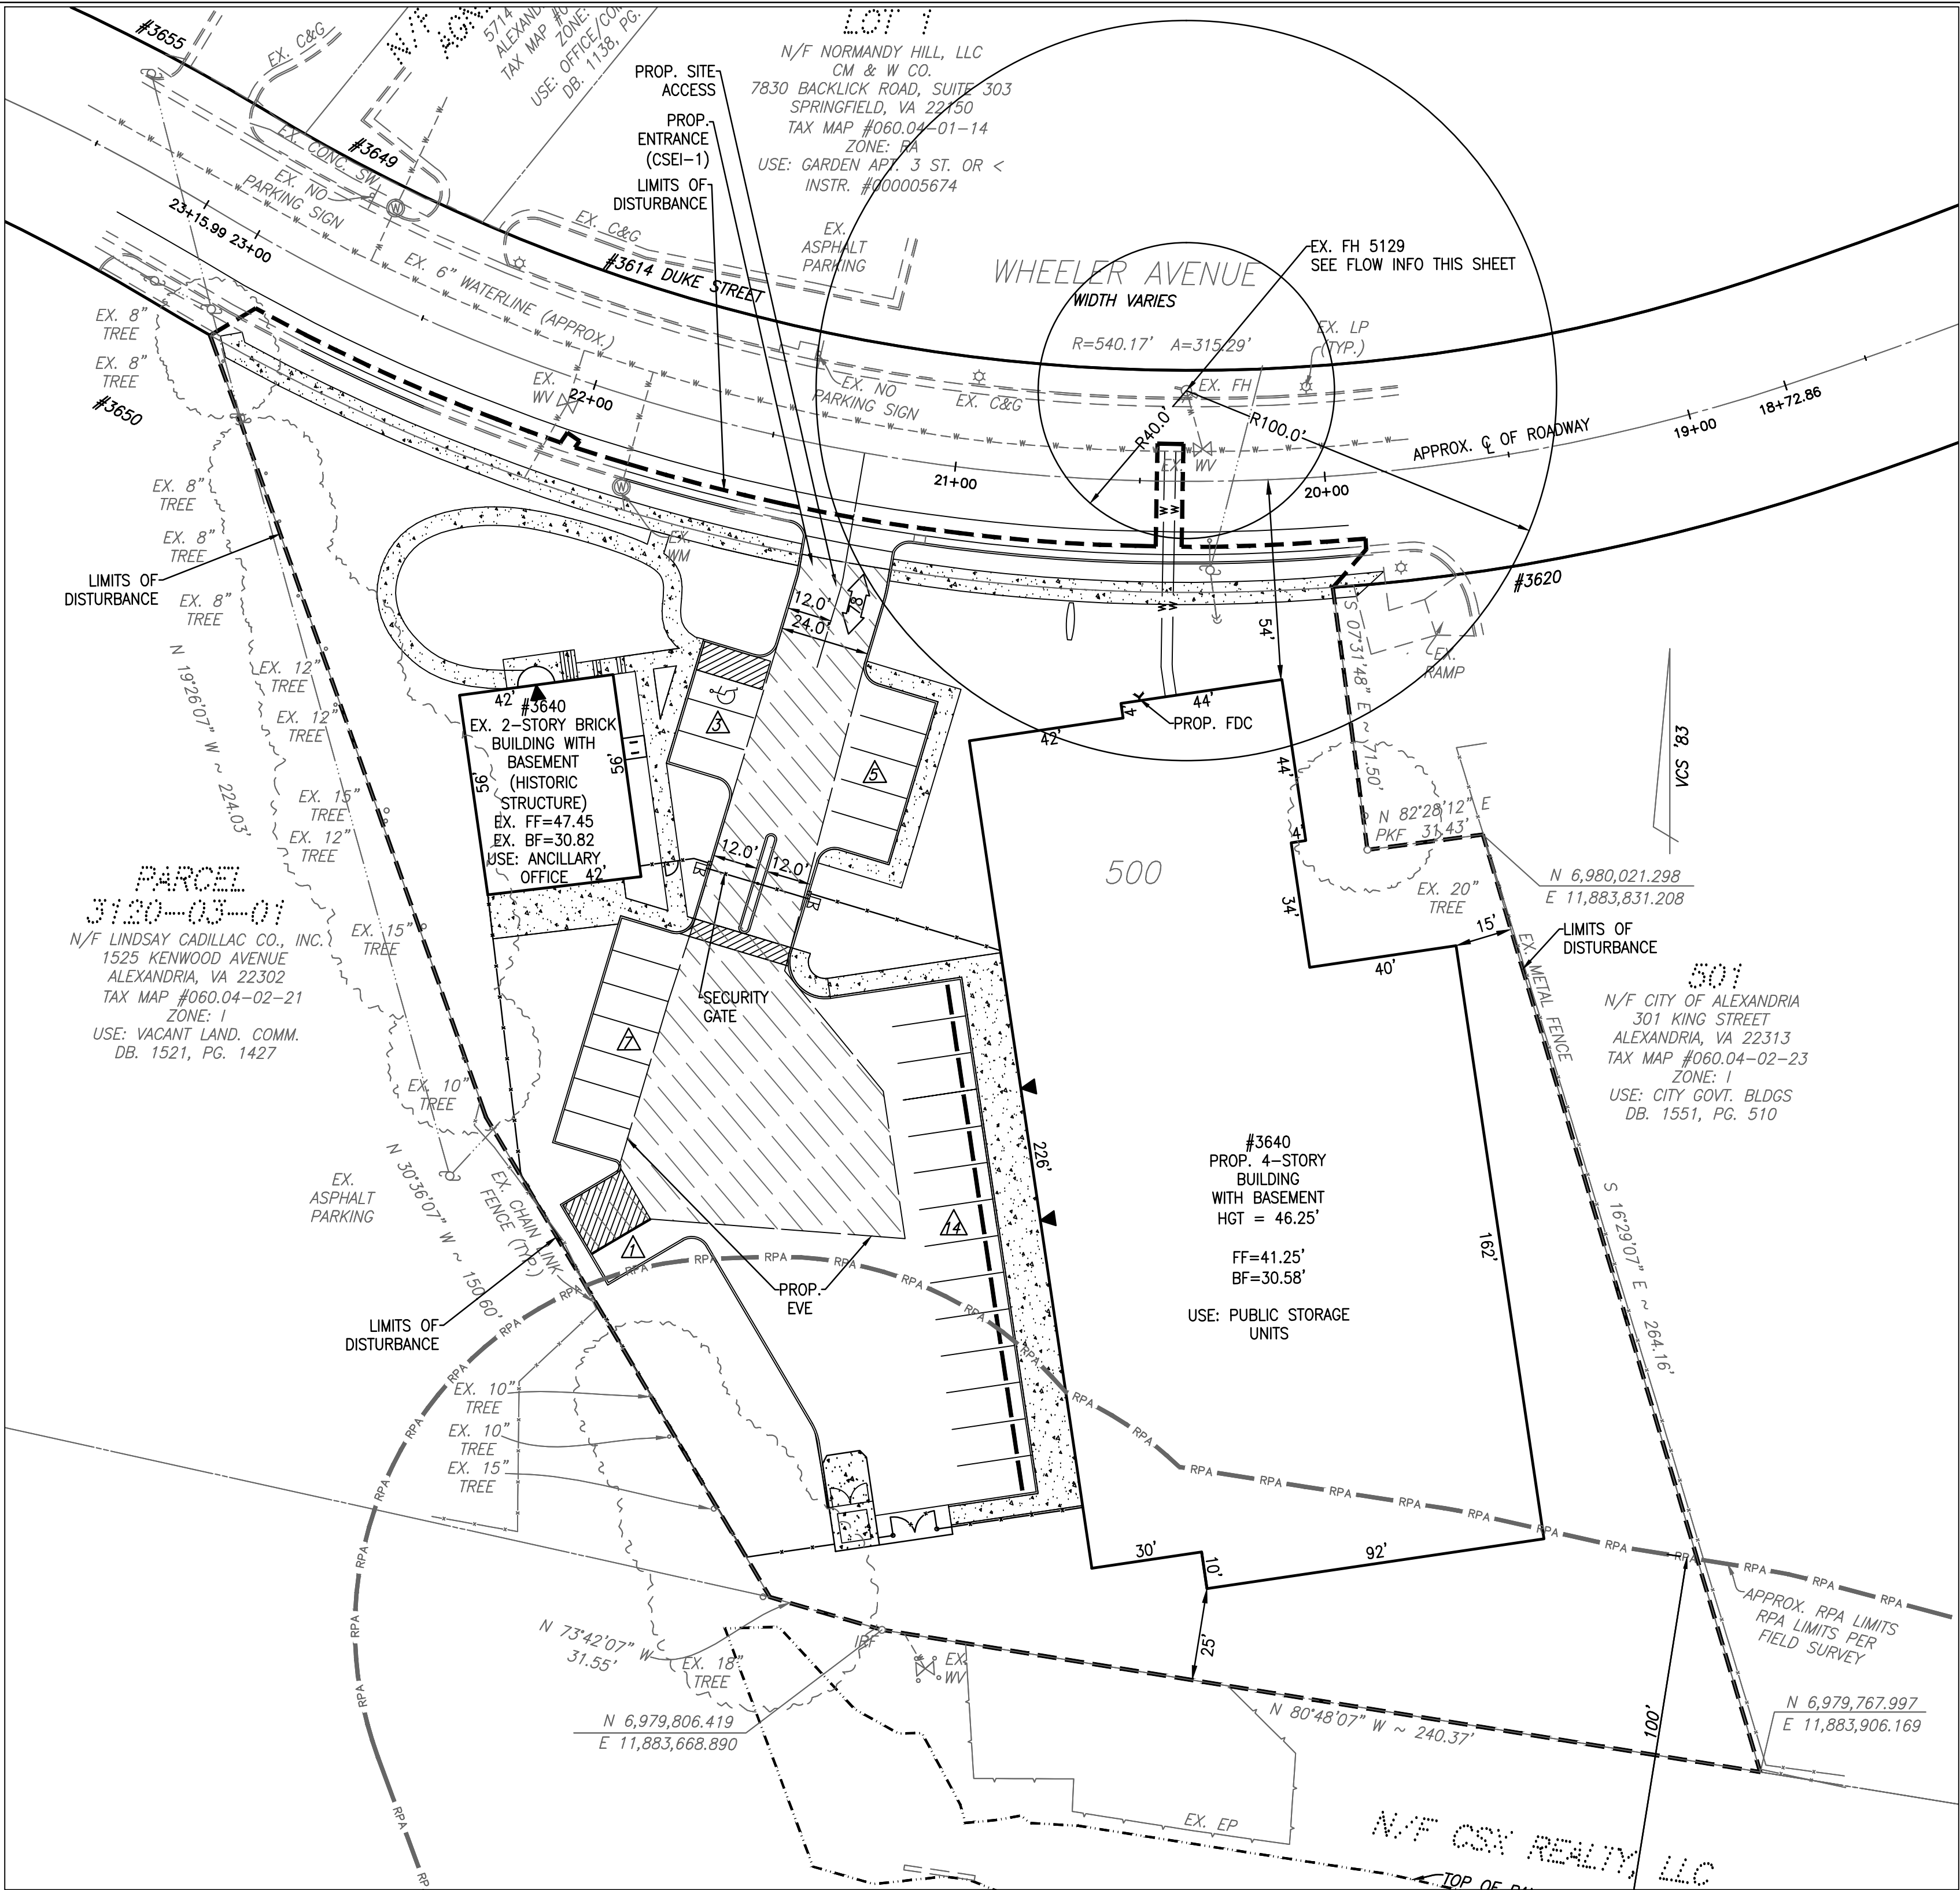 #3655
EX. C&G
N/F
5714
ALEXAND
TAX MAP #0
ZONE:
USE: OFFICE/CO
DB. 1138, PG.
LOT 1
N/F NORMANDY HILL, LLC
CM & W CO.
7830 BACKLICK ROAD, SUITE 303
SPRINGFIELD, VA 22150
TAX MAP #060.04-01-14
ZONE: RA
USE: GARDEN APT. 3 ST. OR <
INSTR. #000005674
PROP. SITE
ACCESS
PROP.
ENTRANCE
(CSEI-1)
LIMITS OF
DISTURBANCE
EX. CONC. SW
#3649
EX. NO
PARKING SIGN
23+15.99
23+00
EX. C&G
EX.
ASPHALT
PARKING
#3614 DUKE STREET
EX. 6" WATERLINE (APPROX.)
WHEELER AVENUE
WIDTH VARIES
R=540.17' A=315.29'
EX. FH 5129
SEE FLOW INFO THIS SHEET
EX. LP
(TYP.)
EX. 8"
TREE
EX. 8"
TREE
#3650
EX.
WV
22+00
EX. NO
PARKING SIGN
EX. C&G
EX. FH
R40.0'
R100.0'
EX. WV
APPROX. ℄ OF ROADWAY
19+00
18+72.86
21+00
20+00
W
W
EX.
WM
EX. 8"
TREE
EX. 8"
TREE
LIMITS OF
DISTURBANCE
EX. 8"
TREE
12.0'
24.0'
78
54'
#3620
S 07°31'48" E ~ 71.50'
EX.
RAMP
N 19°26'07" W ~ 224.03'
EX. 12"
TREE
EX. 12"
TREE
EX. 15"
TREE
EX. 12"
TREE
EX. 15"
TREE
EX. 10"
TREE
42'
#3640
EX. 2-STORY BRICK
BUILDING WITH
BASEMENT
(HISTORIC
STRUCTURE)
EX. FF=47.45
EX. BF=30.82
USE: ANCILLARY
OFFICE
42'
56'
56'
3
5
4'
44'
PROP. FDC
42'
44'
4'
34'
40'
15'
N 82°28'12" E
PKF 31.43'
VCS '83
N 6,980,021.298
E 11,883,831.208
EX. 20"
TREE
LIMITS OF
DISTURBANCE
EX. METAL FENCE
500
12.0'
12.0'
SECURITY
GATE
PARCEL
3120-03-01
N/F LINDSAY CADILLAC CO., INC.
1525 KENWOOD AVENUE
ALEXANDRIA, VA 22302
TAX MAP #060.04-02-21
ZONE: I
USE: VACANT LAND. COMM.
DB. 1521, PG. 1427
501
N/F CITY OF ALEXANDRIA
301 KING STREET
ALEXANDRIA, VA 22313
TAX MAP #060.04-02-23
ZONE: I
USE: CITY GOVT. BLDGS
DB. 1551, PG. 510
7
226'
#3640
PROP. 4-STORY
BUILDING
WITH BASEMENT
HGT = 46.25'
FF=41.25'
BF=30.58'
USE: PUBLIC STORAGE
UNITS
162'
S 16°29'07" E ~ 264.16'
EX.
ASPHALT
PARKING
N 30°36'07" W ~ 150.60'
EX. CHAIN LINK
FENCE (TYP.)
1
14
PROP.
EVE
LIMITS OF
DISTURBANCE
RPA
EX. 10"
TREE
EX. 10"
TREE
EX. 15"
TREE
30'
10'
92'
25'
100'
APPROX. RPA LIMITS
RPA LIMITS PER
FIELD SURVEY
N 73°42'07" W
31.55'
EX. 18"
TREE
IRF
EX.
WV
N 6,979,806.419
E 11,883,668.890
N 80°48'07" W ~ 240.37'
N 6,979,767.997
E 11,883,906.169
EX. EP
N/F CSX REALTY, LLC
TOP OF